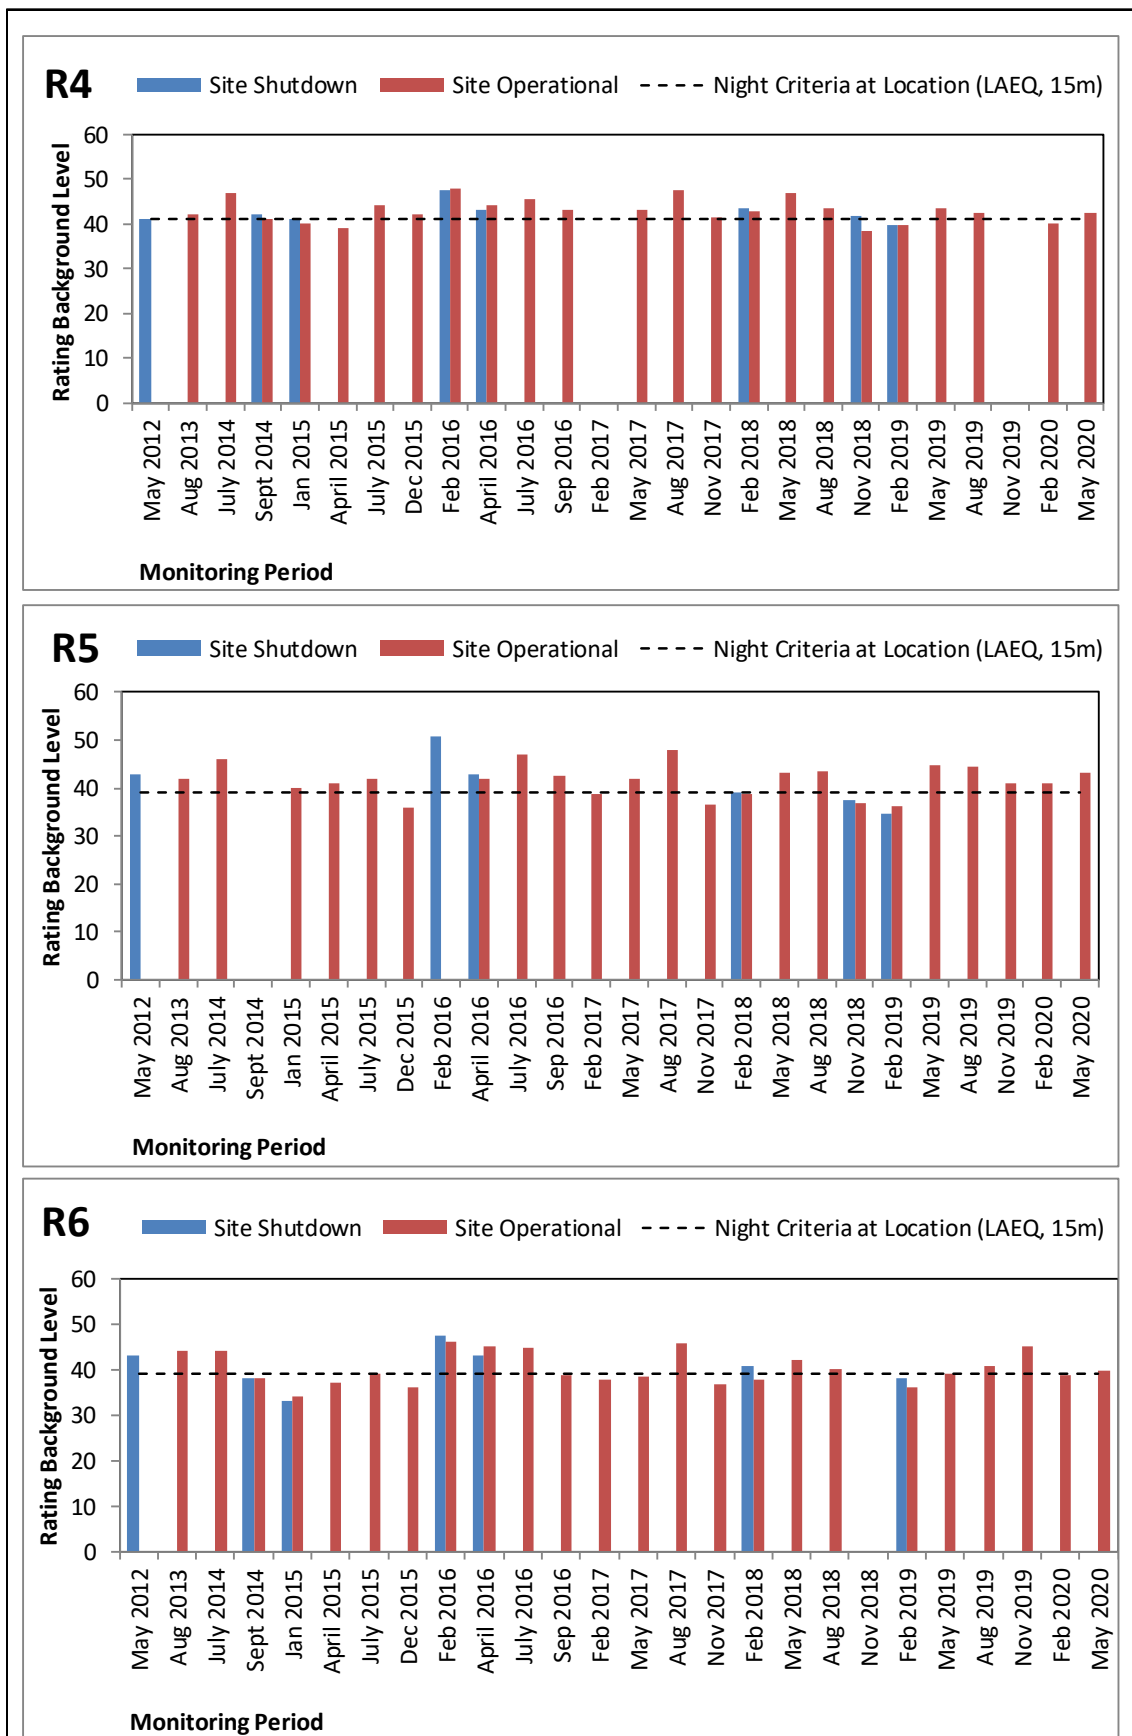 R4
Site Shutdown Site Operational Night Criteria at Location (LAEQ, 15m)
Rating Background Level
60
50
40
30
20
10
0
May 2012
Aug 2013
July 2014
Sept 2014
Jan 2015
April 2015
July 2015
Dec 2015
Feb 2016
April 2016
July 2016
Sep 2016
Feb 2017
May 2017
Aug 2017
Nov 2017
Feb 2018
May 2018
Aug 2018
Nov 2018
Feb 2019
May 2019
Aug 2019
Nov 2019
Feb 2020
May 2020
Monitoring Period
R5
Site Shutdown Site Operational Night Criteria at Location (LAEQ, 15m)
Rating Background Level
60
50
40
30
20
10
0
May 2012
Aug 2013
July 2014
Sept 2014
Jan 2015
April 2015
July 2015
Dec 2015
Feb 2016
April 2016
July 2016
Sep 2016
Feb 2017
May 2017
Aug 2017
Nov 2017
Feb 2018
May 2018
Aug 2018
Nov 2018
Feb 2019
May 2019
Aug 2019
Nov 2019
Feb 2020
May 2020
Monitoring Period
R6
Site Shutdown Site Operational Night Criteria at Location (LAEQ, 15m)
Rating Background Level
60
50
40
30
20
10
0
May 2012
Aug 2013
July 2014
Sept 2014
Jan 2015
April 2015
July 2015
Dec 2015
Feb 2016
April 2016
July 2016
Sep 2016
Feb 2017
May 2017
Aug 2017
Nov 2017
Feb 2018
May 2018
Aug 2018
Nov 2018
Feb 2019
May 2019
Aug 2019
Nov 2019
Feb 2020
May 2020
Monitoring Period